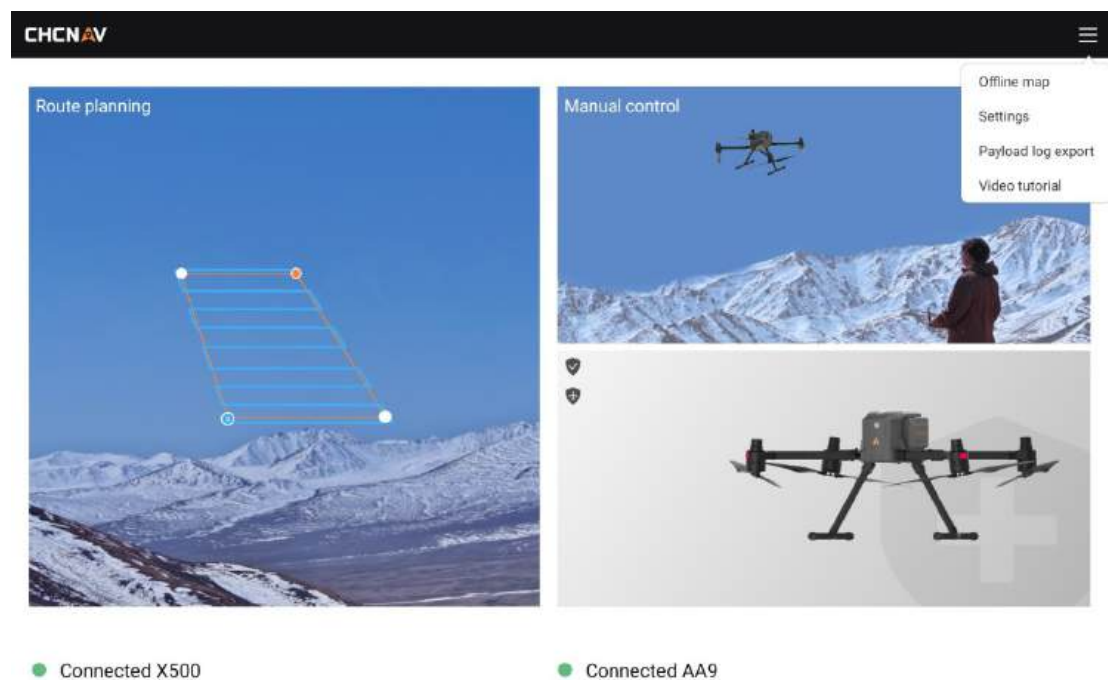 CHCNAV
Offline map
Settings
Payload log export
Video tutorial
Route planning
Manual control
Connected X500
Connected AA9